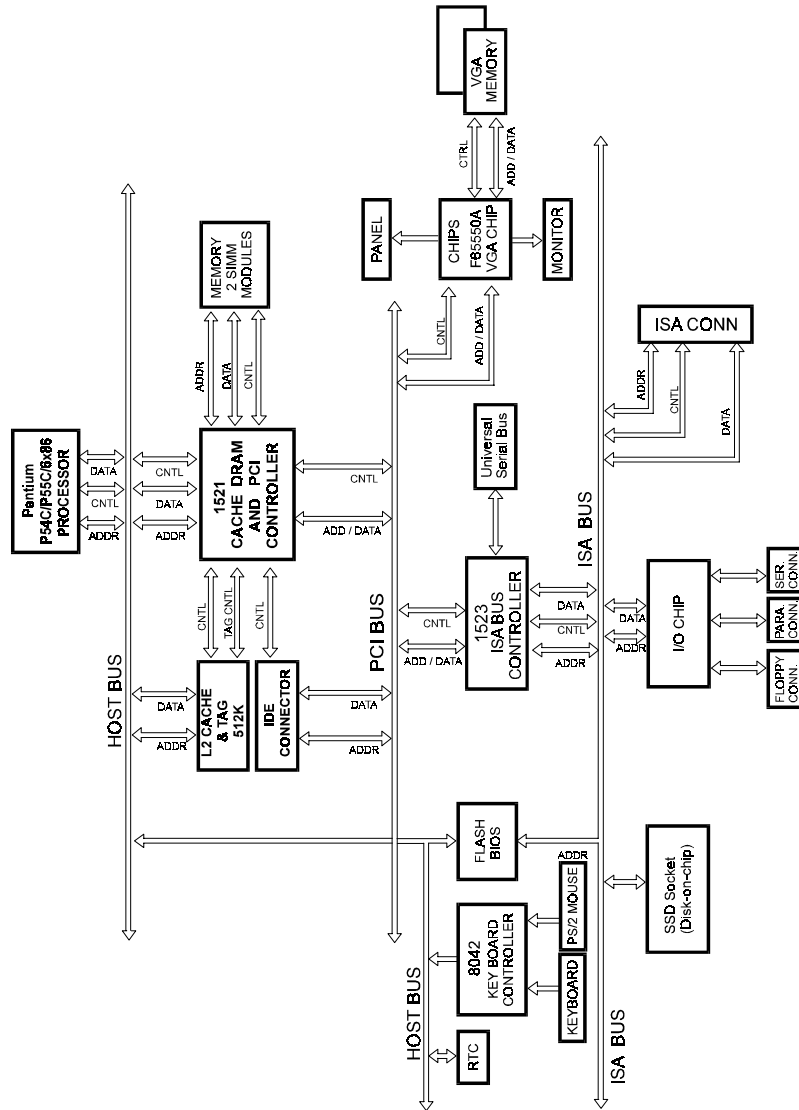 Pentium
P54C/P55C/6x86
PROCESSOR
ADDR
CNTL
DATA
HOST BUS
ADDR
DATA
ADDR
DATA
CNTL
L2 CACHE
& TAG
512K
CNTL
TAG CNTL
CNTL
1521
CACHE DRAM
AND PCI
CONTROLLER
ADDR
DATA
CNTL
MEMORY
2 SIMM
MODULES
IDE
CONNECTOR
ADDR
DATA
ADD / DATA
CNTL
PCI BUS
PANEL
CNTL
ADD / DATA
CHIPS
F65550A
VGA CHIP
CTRL
ADD / DATA
VGA
MEMORY
MONITOR
HOST BUS
RTC
8042
KEY BOARD
CONTROLLER
KEYBOARD
PS/2 MOUSE
FLASH
BIOS
ADDR
ADD / DATA
CNTL
1523
ISA BUS
CONTROLLER
Universal
Serial Bus
ADDR
CNTL
DATA
ISA BUS
ISA BUS
SSD Socket
(Disk-on-chip)
ADDR
DATA
I/O CHIP
FLOPPY
CONN.
PARA.
CONN.
SER.
CONN.
ADDR
CNTL
DATA
ISA CONN